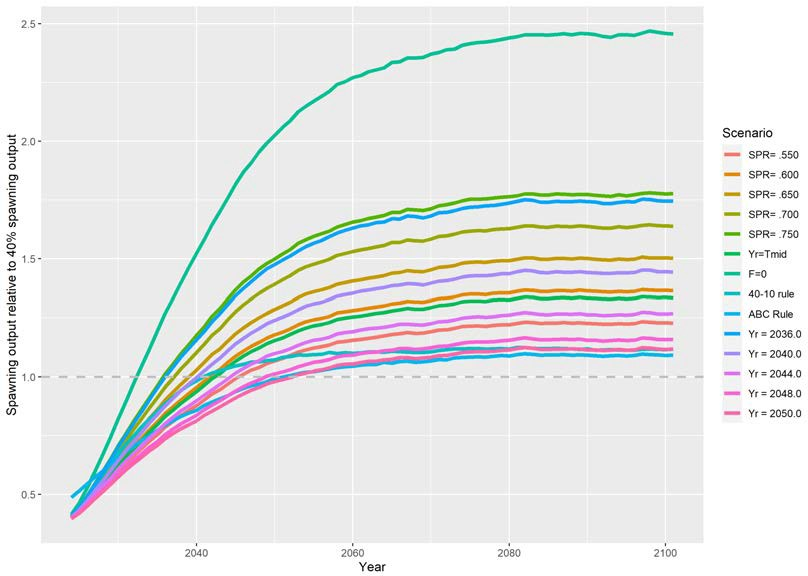 Spawning output relative to 40% spawning output
2.5
2.0
1.5
1.0
0.5
2040
2060
2080
2100
Year
Scenario
SPR= .550
SPR= .600
SPR= .650
SPR= .700
SPR= .750
Yr=Tmid
F=0
40-10 rule
ABC Rule
Yr = 2036.0
Yr = 2040.0
Yr = 2044.0
Yr = 2048.0
Yr = 2050.0